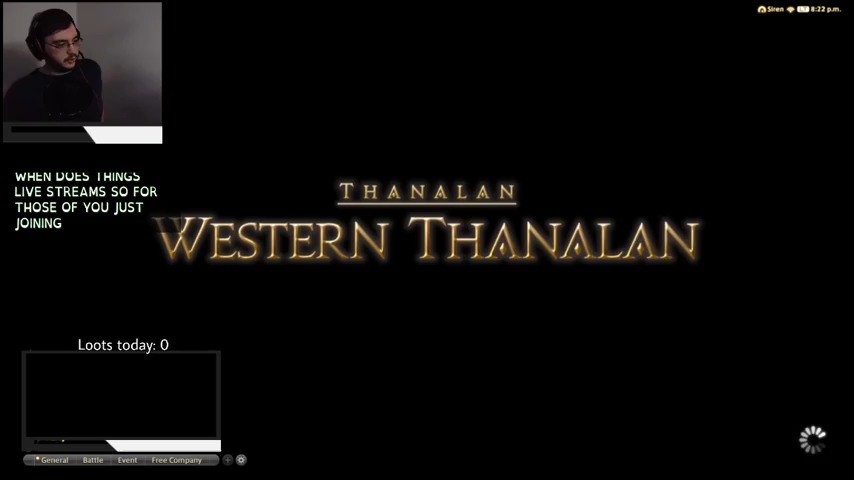 Siren LT 8:22 p.m.
WHEN DOES THINGS
LIVE STREAMS SO FOR
THOSE OF YOU JUST
JOINING
THANALAN
WESTERN THANALAN
Loots today: 0
General Battle Event Free Company